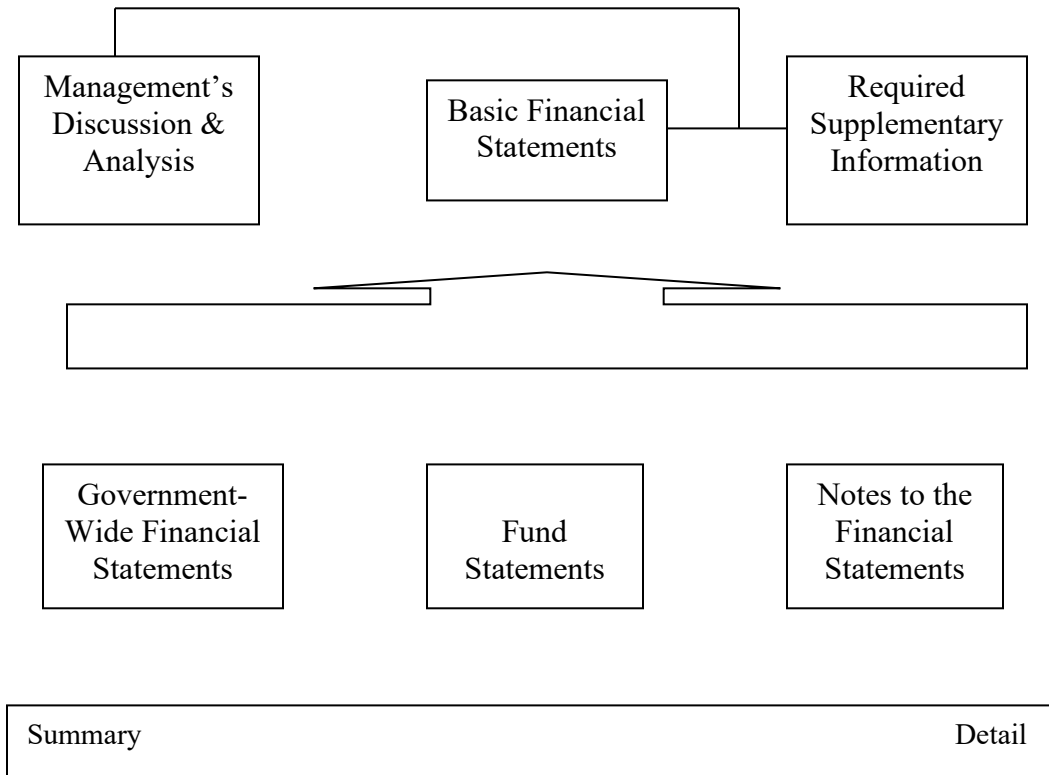 Management’s
Discussion &
Analysis
Basic Financial
Statements
Required
Supplementary
Information
Government-
Wide Financial
Statements
Fund
Statements
Notes to the
Financial
Statements
Summary Detail